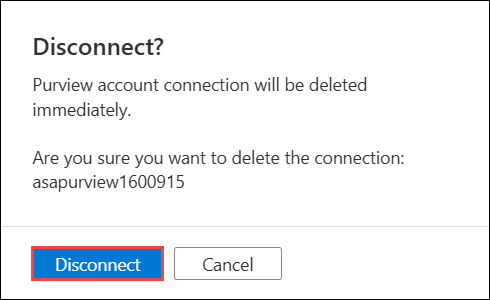 Disconnect?
Purview account connection will be deleted
immediately.
Are you sure you want to delete the connection:
asapurview1600915
Disconnect
Cancel